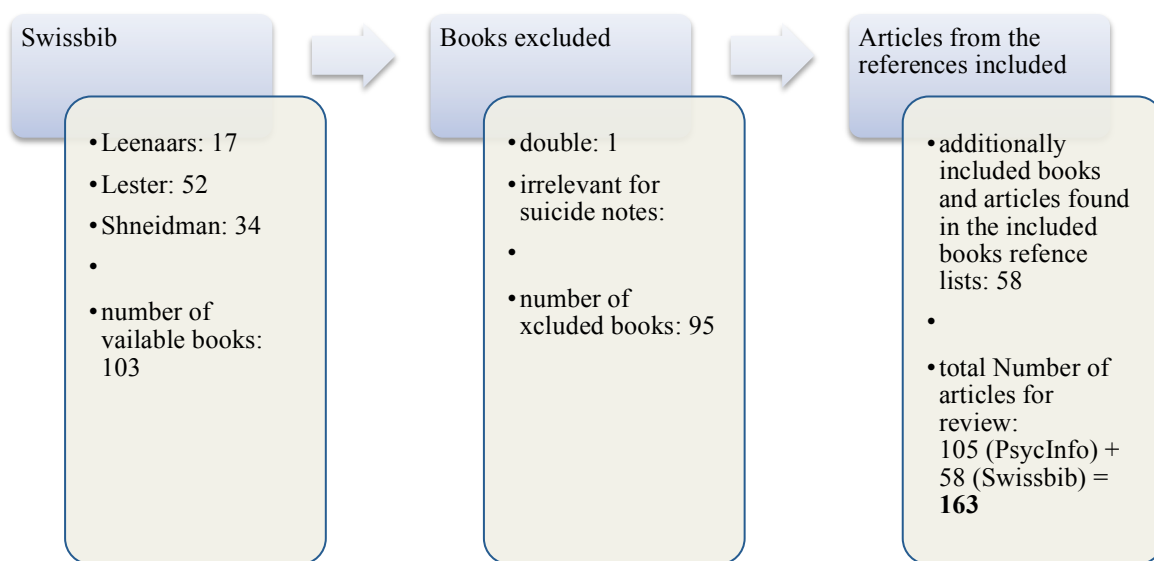 Swissbib
•Leenaars: 17
•Lester: 52
•Shneidman: 34
•
•number of
vailable books:
103
Books excluded
•double: 1
•irrelevant for
suicide notes:
•
•number of
xcluded books: 95
Articles from the
references included
•additionally
included books
and articles found
in the included
books refence
lists: 58
•
•total Number of
articles for
review:
105 (PsycInfo) +
58 (Swissbib) =
163